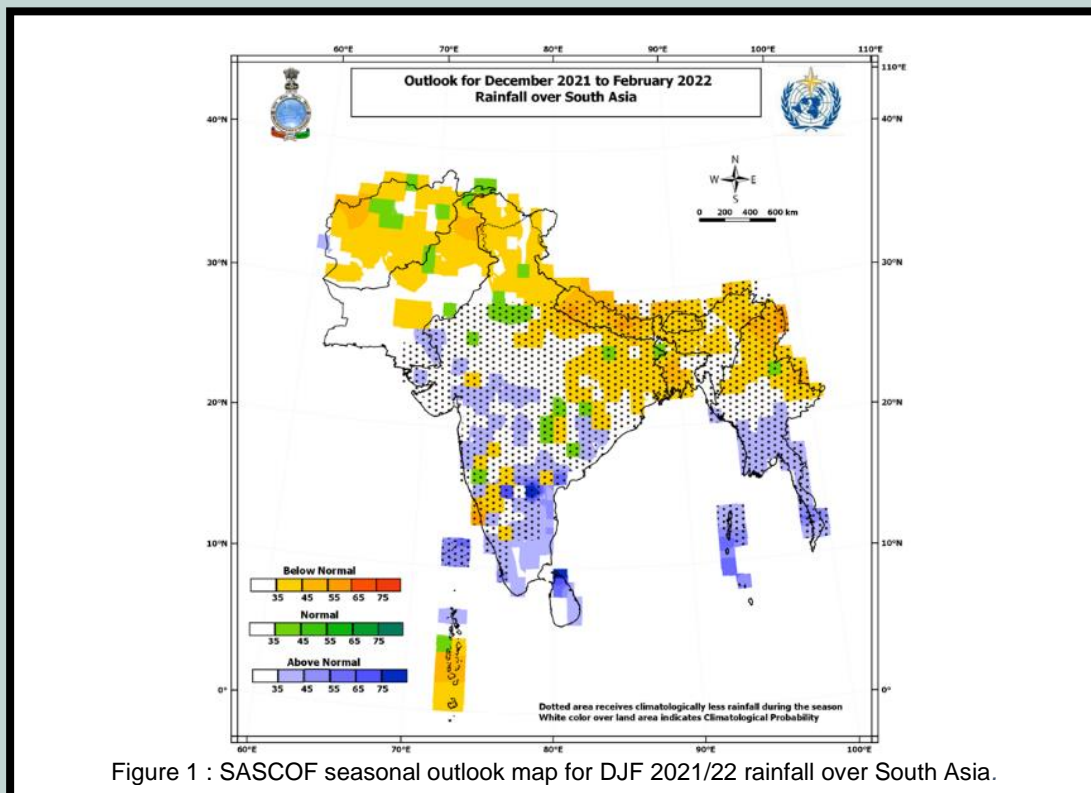 60°E 70°E 80°E 90°E 100°E 110°E
110°E
Outlook for December 2021 to February 2022
Rainfall over South Asia
40°N 40°N
N
W E
S
0 200 400 600 km
30°N 30°N
20°N 20°N
10°N 10°N
Below Normal
35 45 55 65 75
Normal
35 45 55 65 75
Above Normal
35 45 55 65 75
0° 0°
Dotted area receives climatologically less rainfall during the season
White color over land area indicates Climatological Probability
60°E 70°E 80°E 90°E 100°E
Figure 1 : SASCOF seasonal outlook map for DJF 2021/22 rainfall over South Asia.